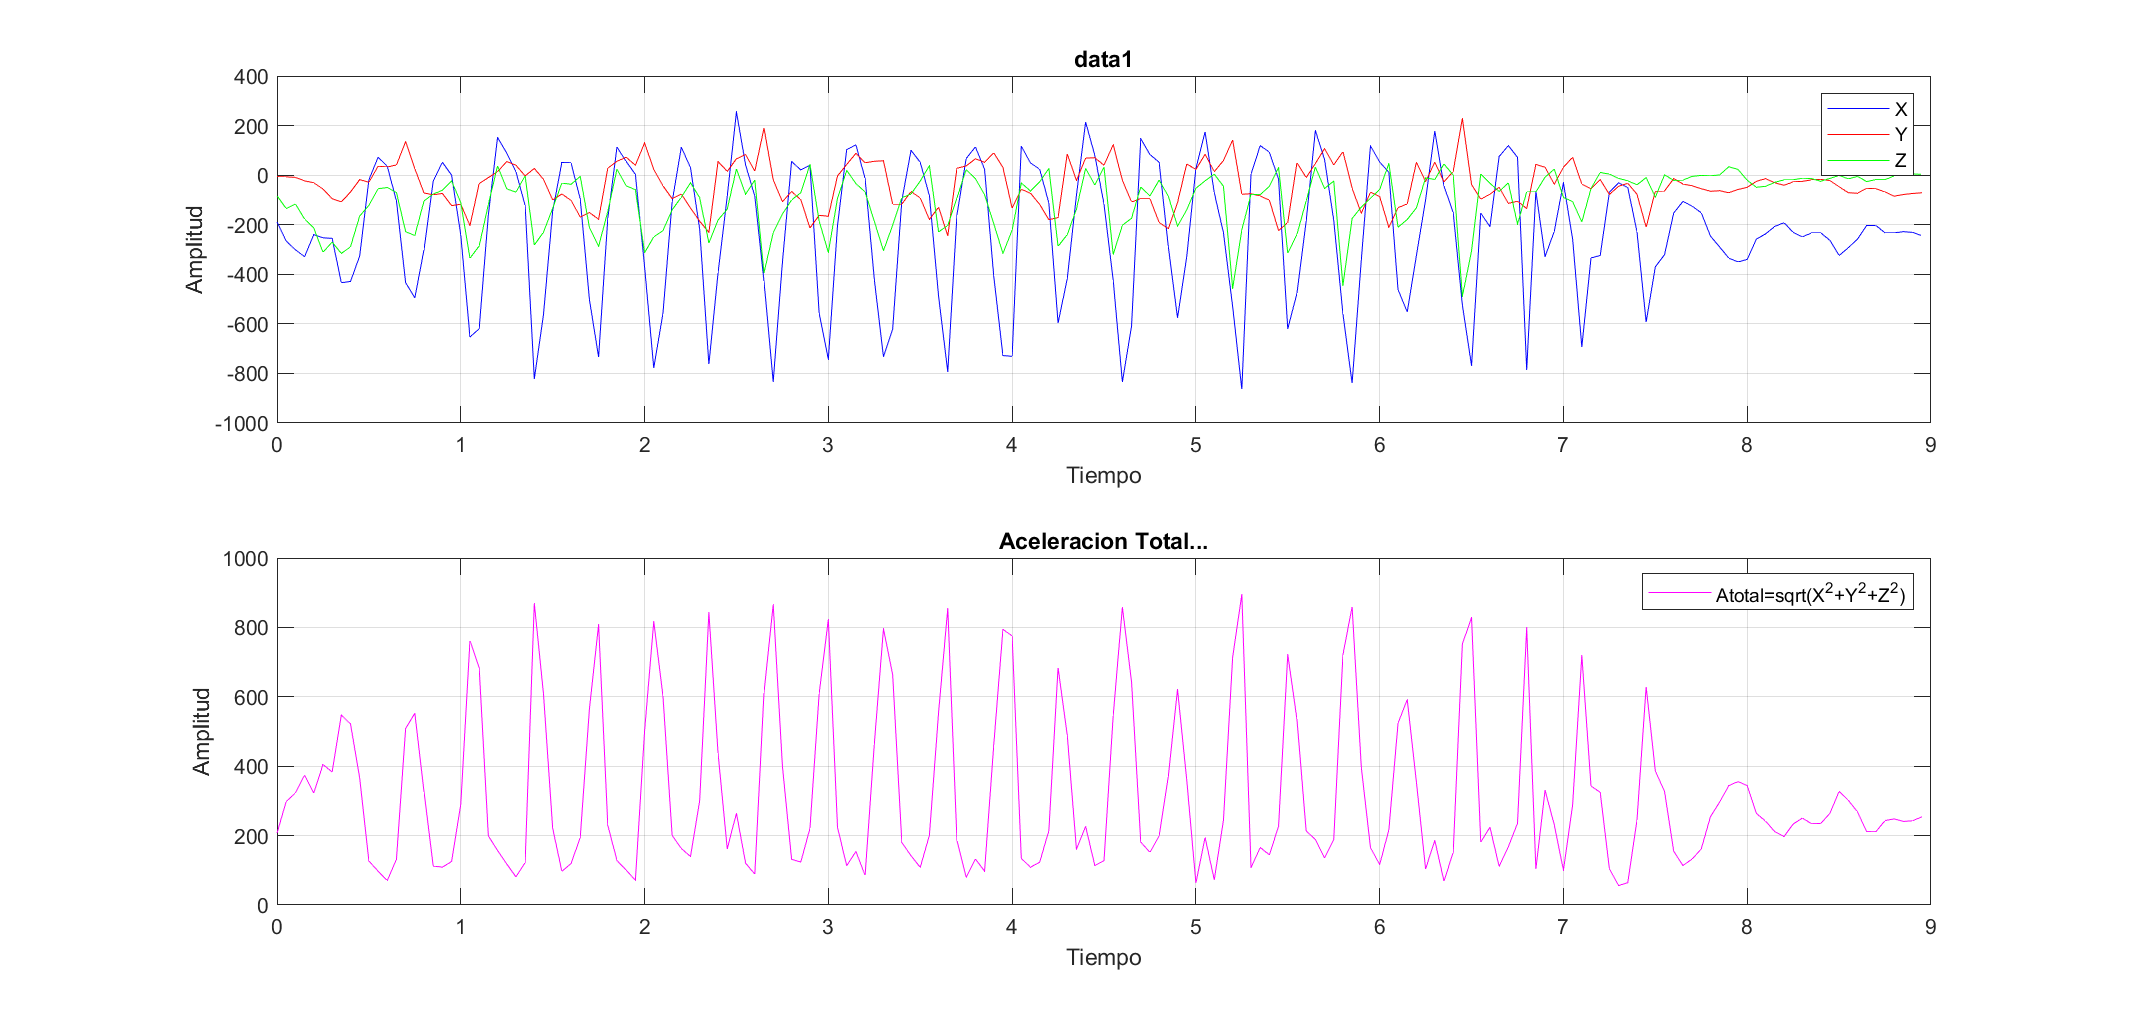 data1
400
200
0
-200
-400
-600
-800
-1000
Amplitud
X
Y
Z
0 1 2 3 4 5 6 7 8 9
Tiempo
Aceleracion Total...
1000
800
600
400
200
0
Amplitud
Atotal=sqrt(X²+Y²+Z²)
0 1 2 3 4 5 6 7 8 9
Tiempo